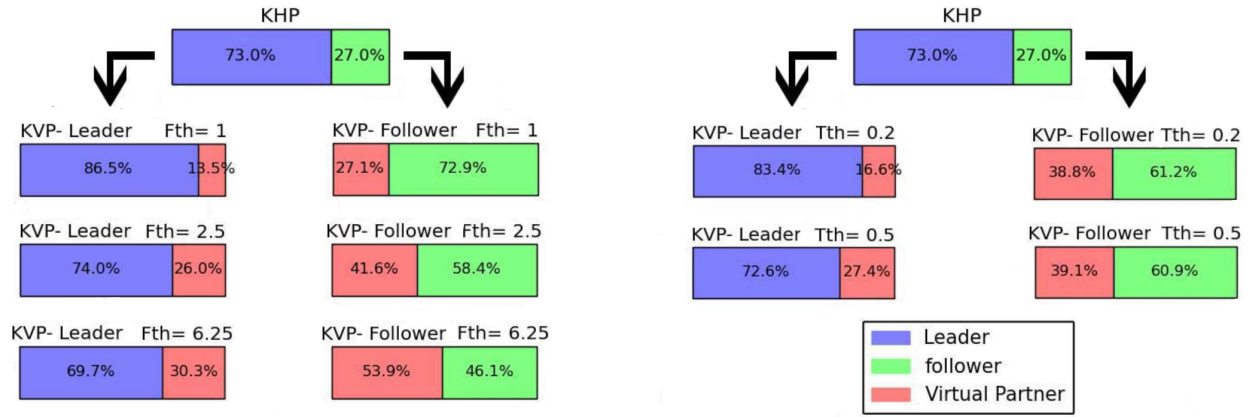 KHP
73.0% 27.0%
KVP- Leader Fth= 1
86.5% 13.5%
KVP- Follower Fth= 1
27.1% 72.9%
KVP- Leader Fth= 2.5
74.0% 26.0%
KVP- Follower Fth= 2.5
41.6% 58.4%
KVP- Leader Fth= 6.25
69.7% 30.3%
KVP- Follower Fth= 6.25
53.9% 46.1%
KHP
73.0% 27.0%
KVP- Leader Tth= 0.2
83.4% 16.6%
KVP- Follower Tth= 0.2
38.8% 61.2%
KVP- Leader Tth= 0.5
72.6% 27.4%
KVP- Follower Tth= 0.5
39.1% 60.9%
Leader
follower
Virtual Partner